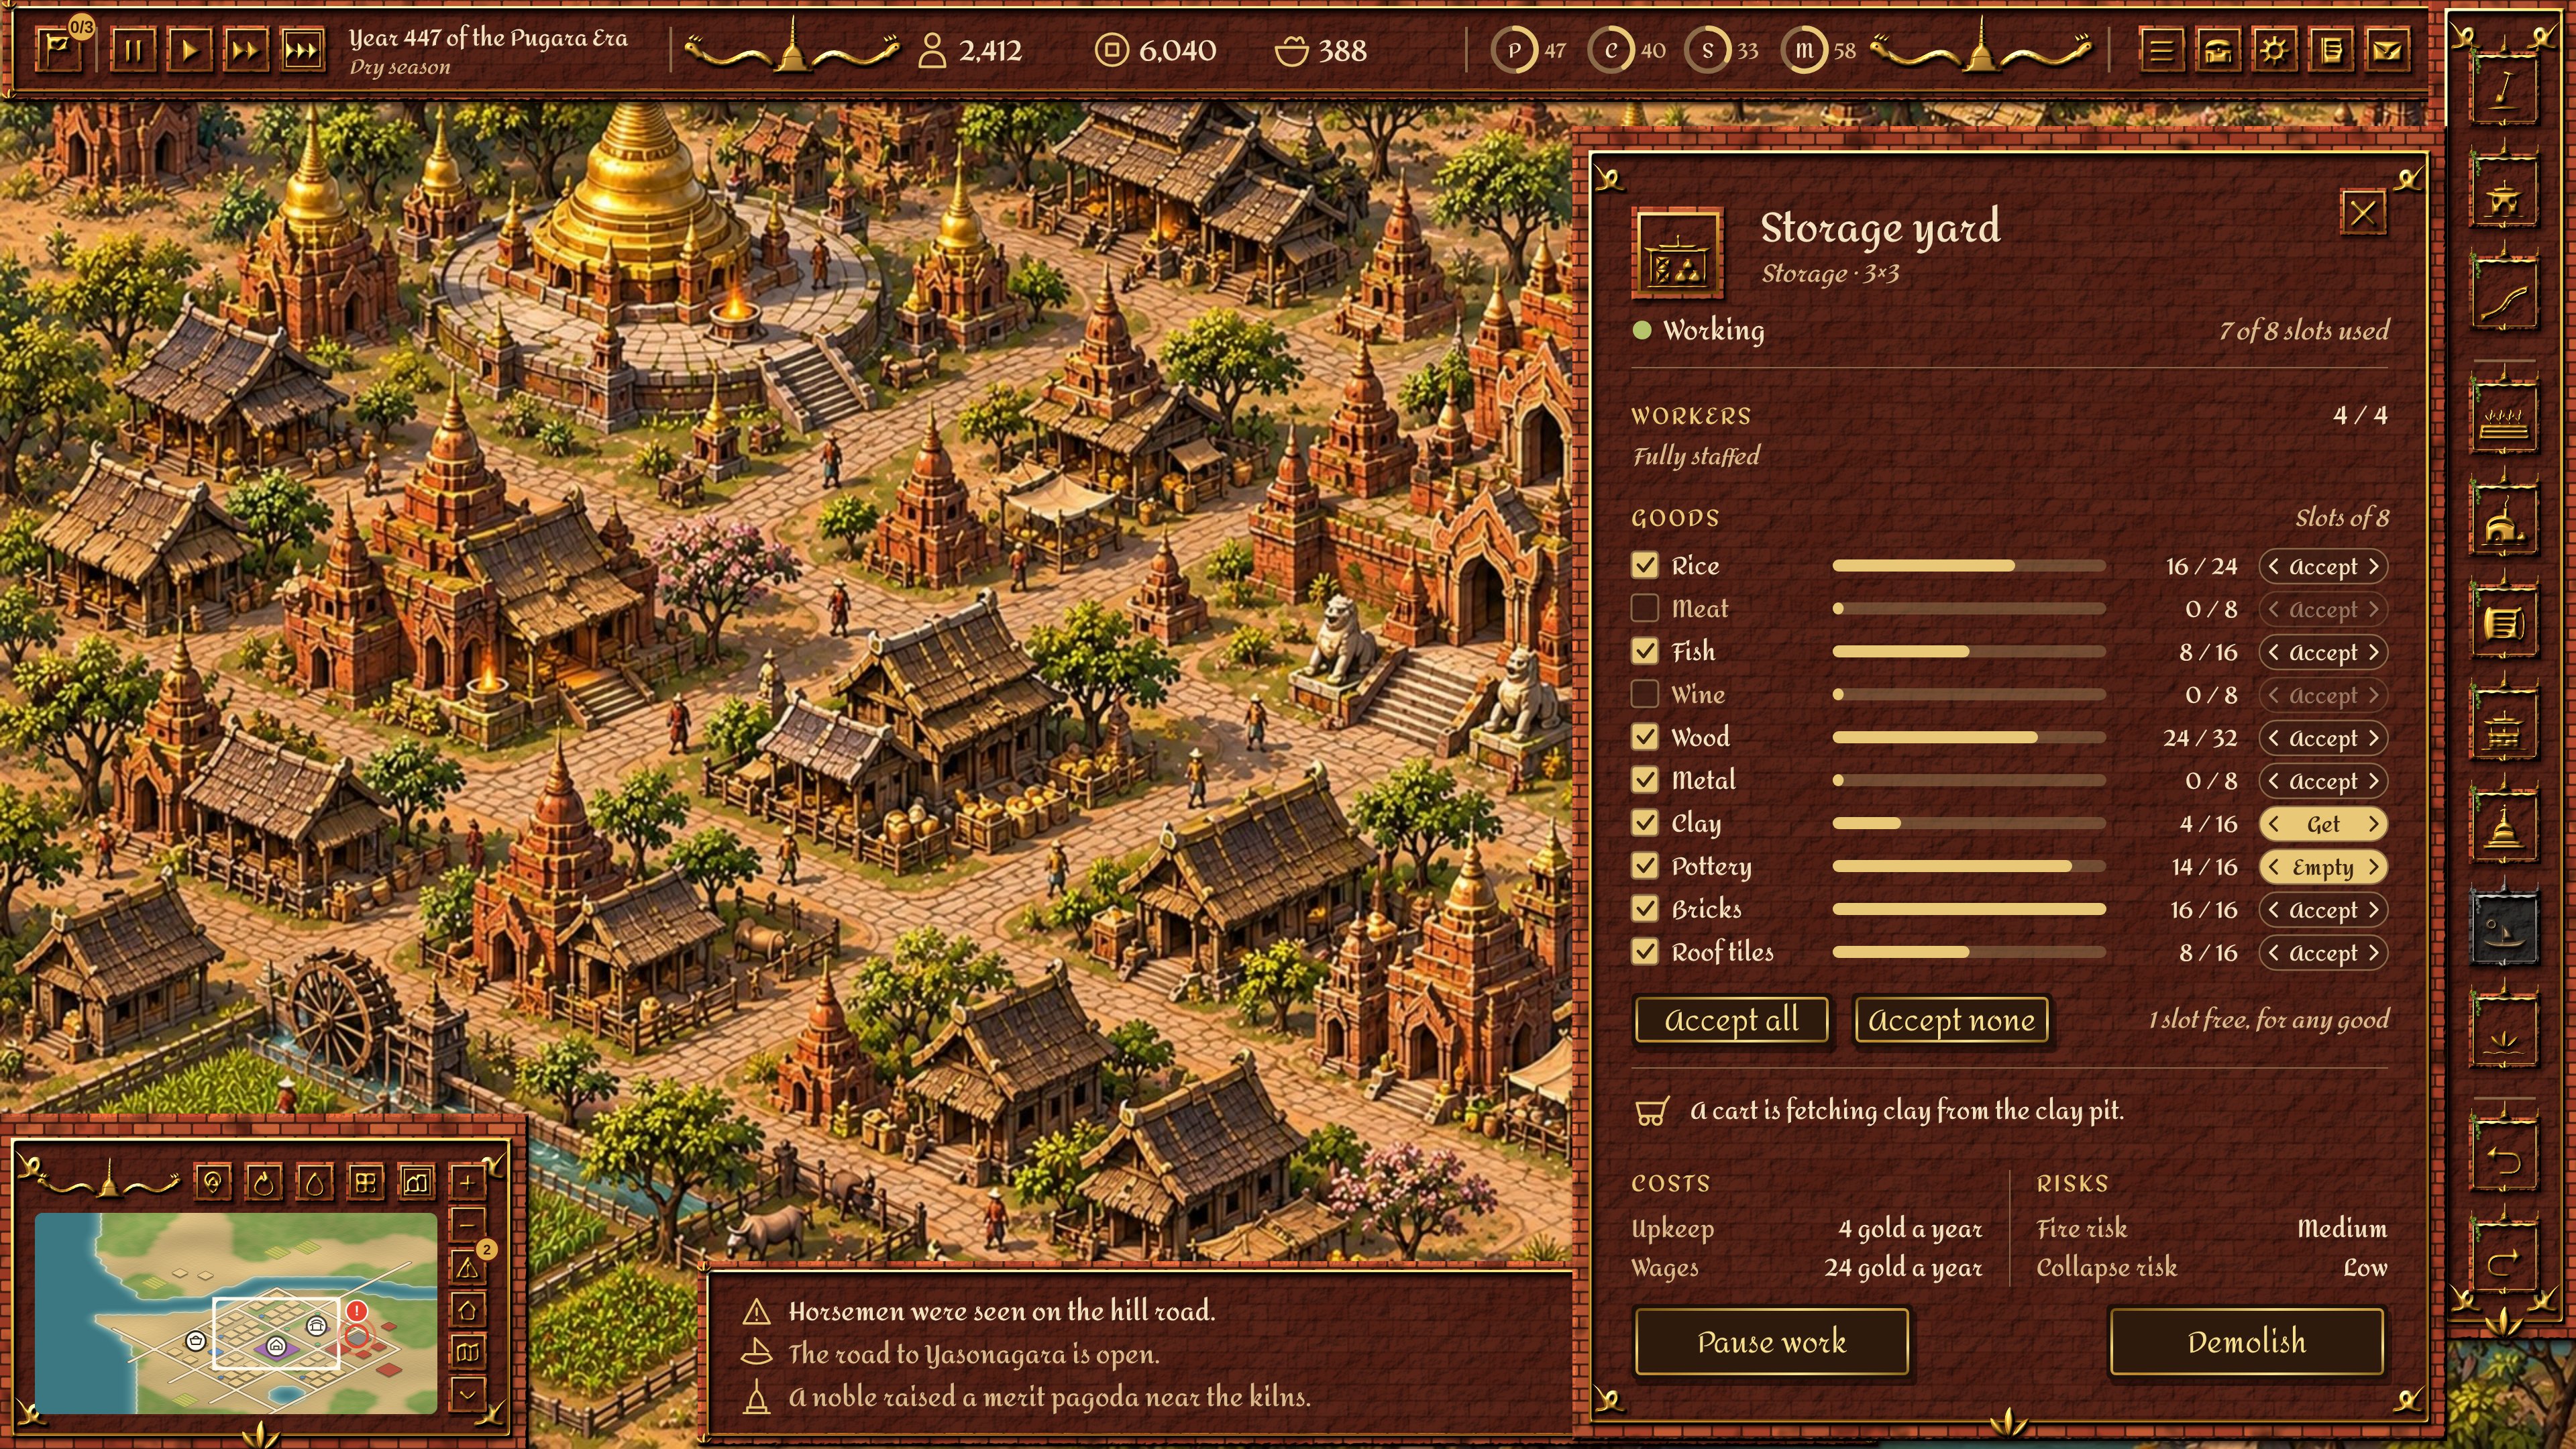 0/3
Year 447 of the Pugara Era
Dry season
2,412
6,040
388
P 47
C 40
S 33
M 58
Storage yard
Storage · 3×3
Working
7 of 8 slots used
WORKERS
4 / 4
Fully staffed
GOODS
Slots of 8
Rice 16 / 24 Accept
Meat 0 / 8 Accept
Fish 8 / 16 Accept
Wine 0 / 8 Accept
Wood 24 / 32 Accept
Metal 0 / 8 Accept
Clay 4 / 16 Get
Pottery 14 / 16 Empty
Bricks 16 / 16 Accept
Roof tiles 8 / 16 Accept
Accept all
Accept none
1 slot free, for any good
A cart is fetching clay from the clay pit.
COSTS
Upkeep 4 gold a year
Wages 24 gold a year
RISKS
Fire risk Medium
Collapse risk Low
Pause work
Demolish
2
!
Horsemen were seen on the hill road.
The road to Yasonagara is open.
A noble raised a merit pagoda near the kilns.